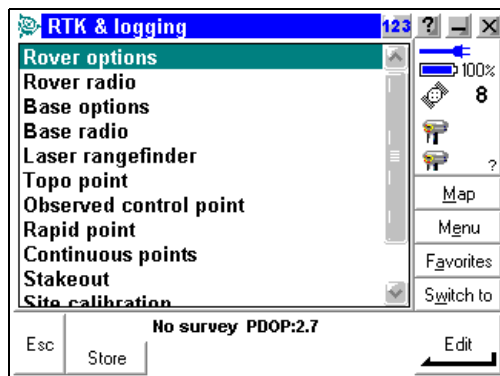 RTK & logging 123 ?
Rover options
Rover radio
Base options
Base radio
Laser rangefinder
Topo point
Observed control point
Rapid point
Continuous points
Stakeout
Site calibration
100%
8
?
Map
Menu
Favorites
Switch to
No survey PDOP:2.7
Esc
Store
Edit